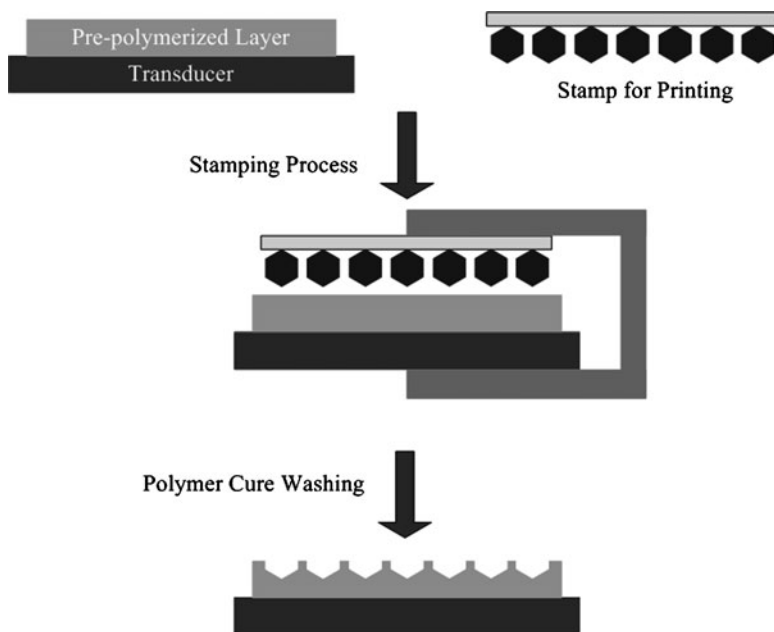 Pre-polymerized Layer
Transducer
Stamp for Printing
Stamping Process
Polymer Cure Washing